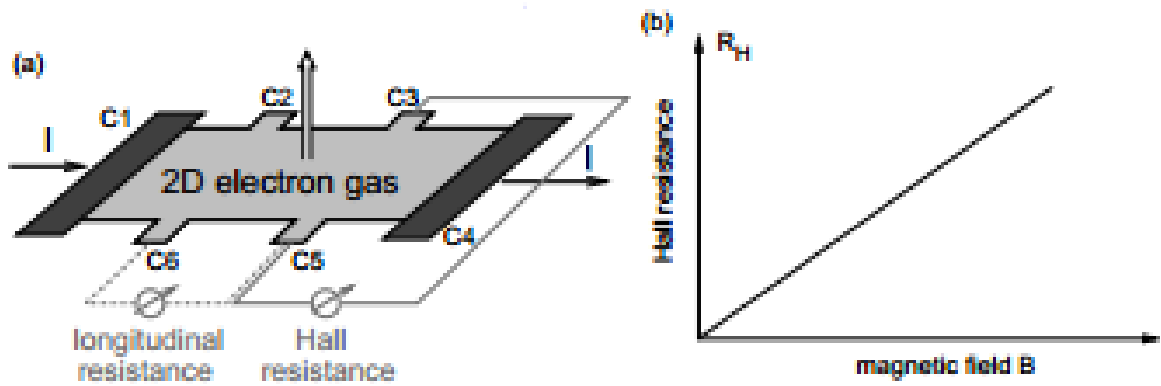 (a)
C1
C2
C3
I
2D electron gas
I
C4
C6
C5
longitudinal
resistance
Hall
resistance
(b)
R_H
Hall resistance
magnetic field B